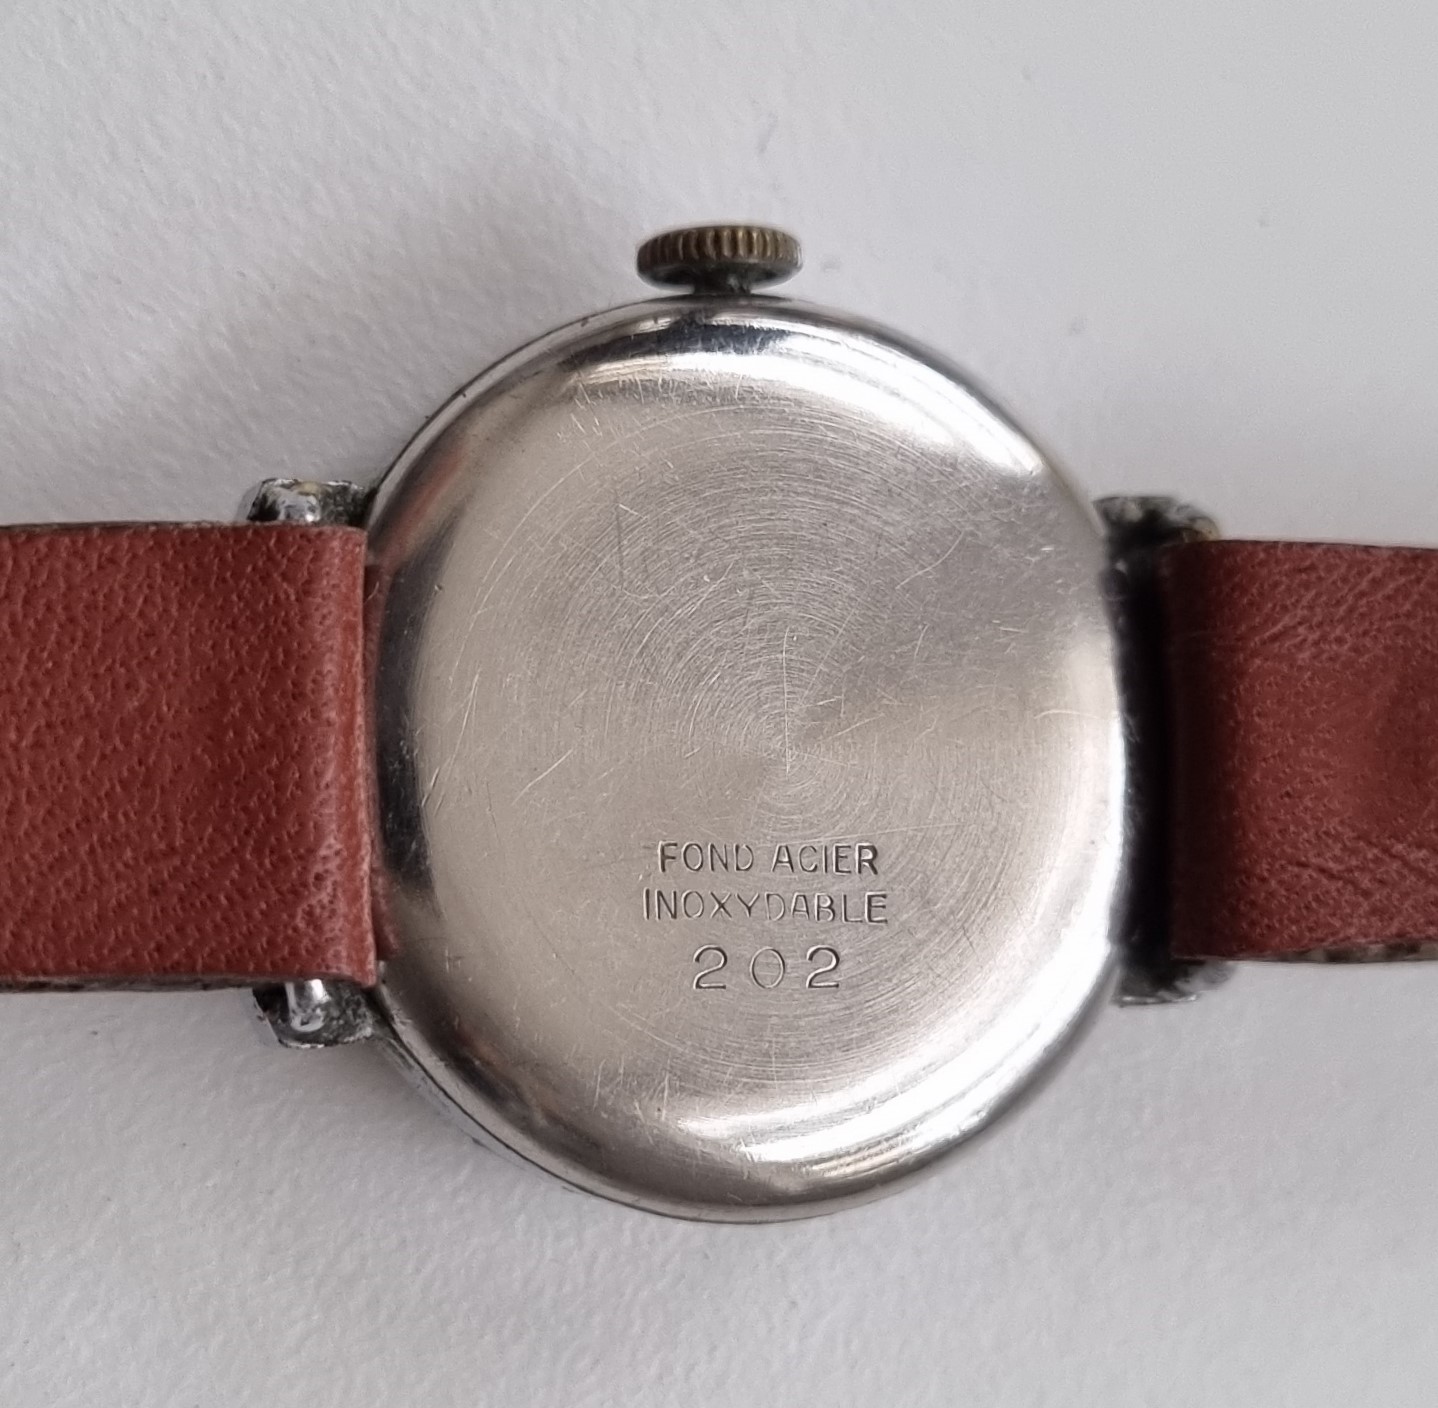 FOND ACIER
INOXYDABLE
202